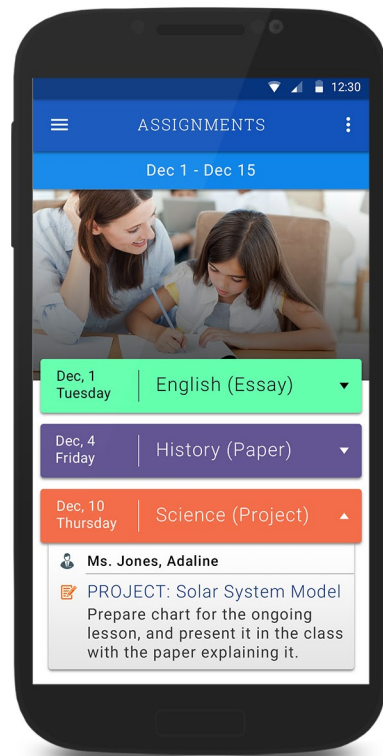 12:30
ASSIGNMENTS
Dec 1 - Dec 15
Dec, 1
Tuesday
English (Essay)
Dec, 4
Friday
History (Paper)
Dec, 10
Thursday
Science (Project)
Ms. Jones, Adaline
PROJECT: Solar System Model
Prepare chart for the ongoing
lesson, and present it in the class
with the paper explaining it.